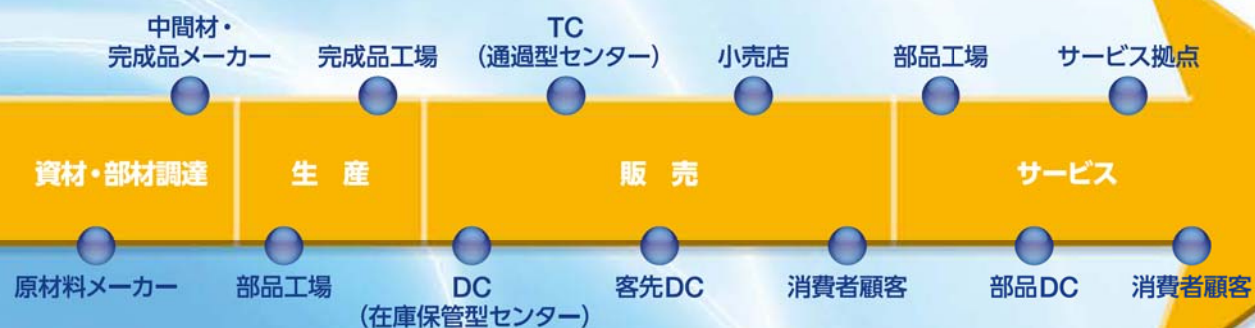 中間材・
完成品メーカー
完成品工場
TC
（通過型センター）
小売店
部品工場
サービス拠点
資材・部材調達
生 産
販 売
サービス
原材料メーカー
部品工場
DC
（在庫保管型センター）
客先DC
消費者顧客
部品DC
消費者顧客